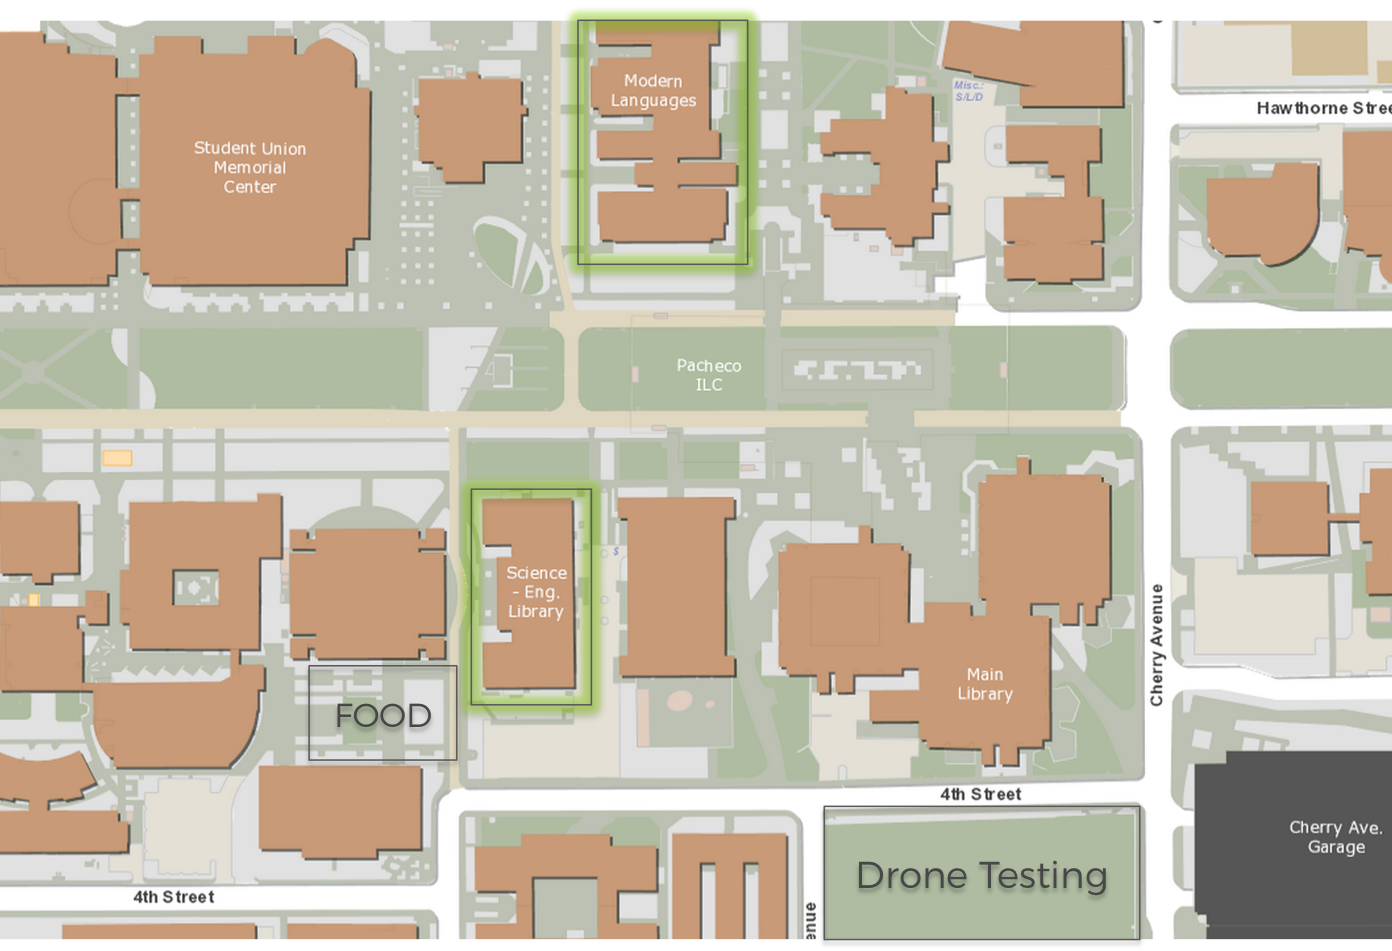 Modern
Languages
Misc.:
S/L/D
Hawthorne Stree
Student Union
Memorial
Center
Pacheco
ILC
Science
- Eng.
Library
S
Main
Library
Cherry Avenue
FOOD
4th Street
Cherry Ave.
Garage
Drone Testing
4th Street
enue